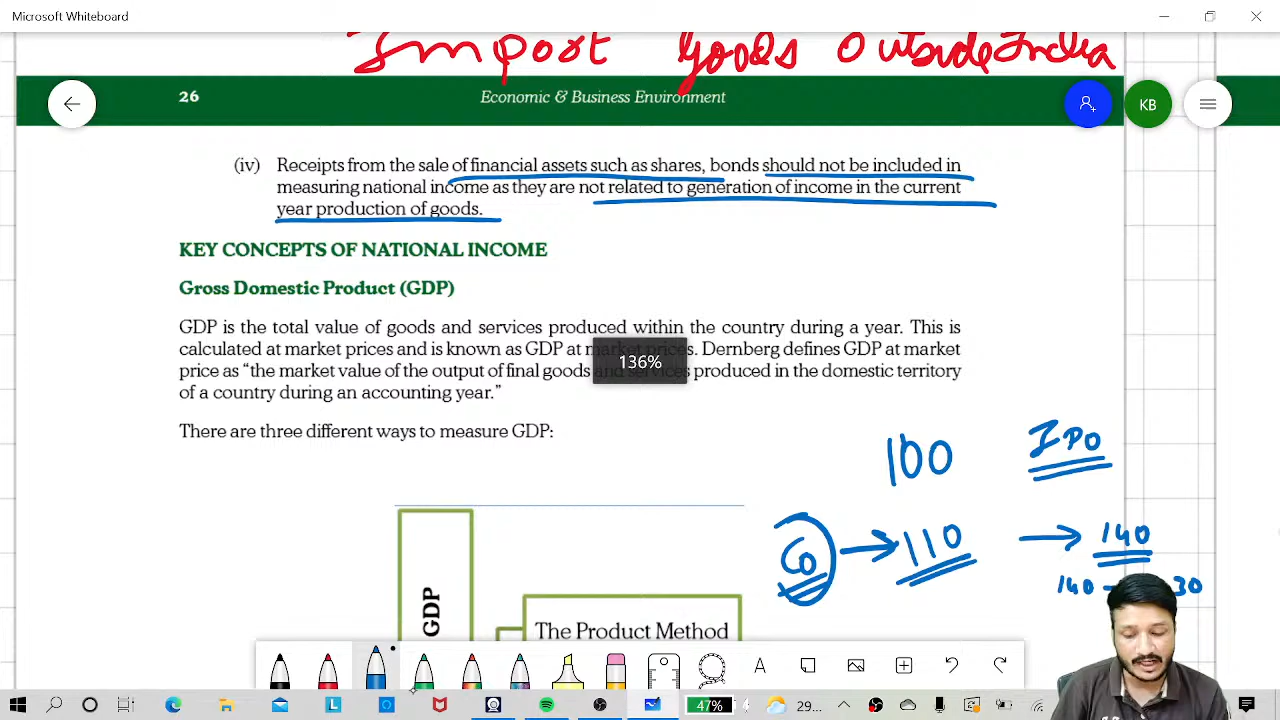 Microsoft Whiteboard
Import Goods Outside India
26
Economic & Business Environment
KB
(iv) Receipts from the sale of financial assets such as shares, bonds should not be included in
measuring national income as they are not related to generation of income in the current
year production of goods.
KEY CONCEPTS OF NATIONAL INCOME
Gross Domestic Product (GDP)
GDP is the total value of goods and services produced within the country during a year. This is
calculated at market prices and is known as GDP at market prices. Dernberg defines GDP at market
136%
price as “the market value of the output of final goods and services produced in the domestic territory
of a country during an accounting year.”
There are three different ways to measure GDP:
100
IPO
Co → 110 → 140
140 - 30
GDP
The Product Method
A
47%
29...